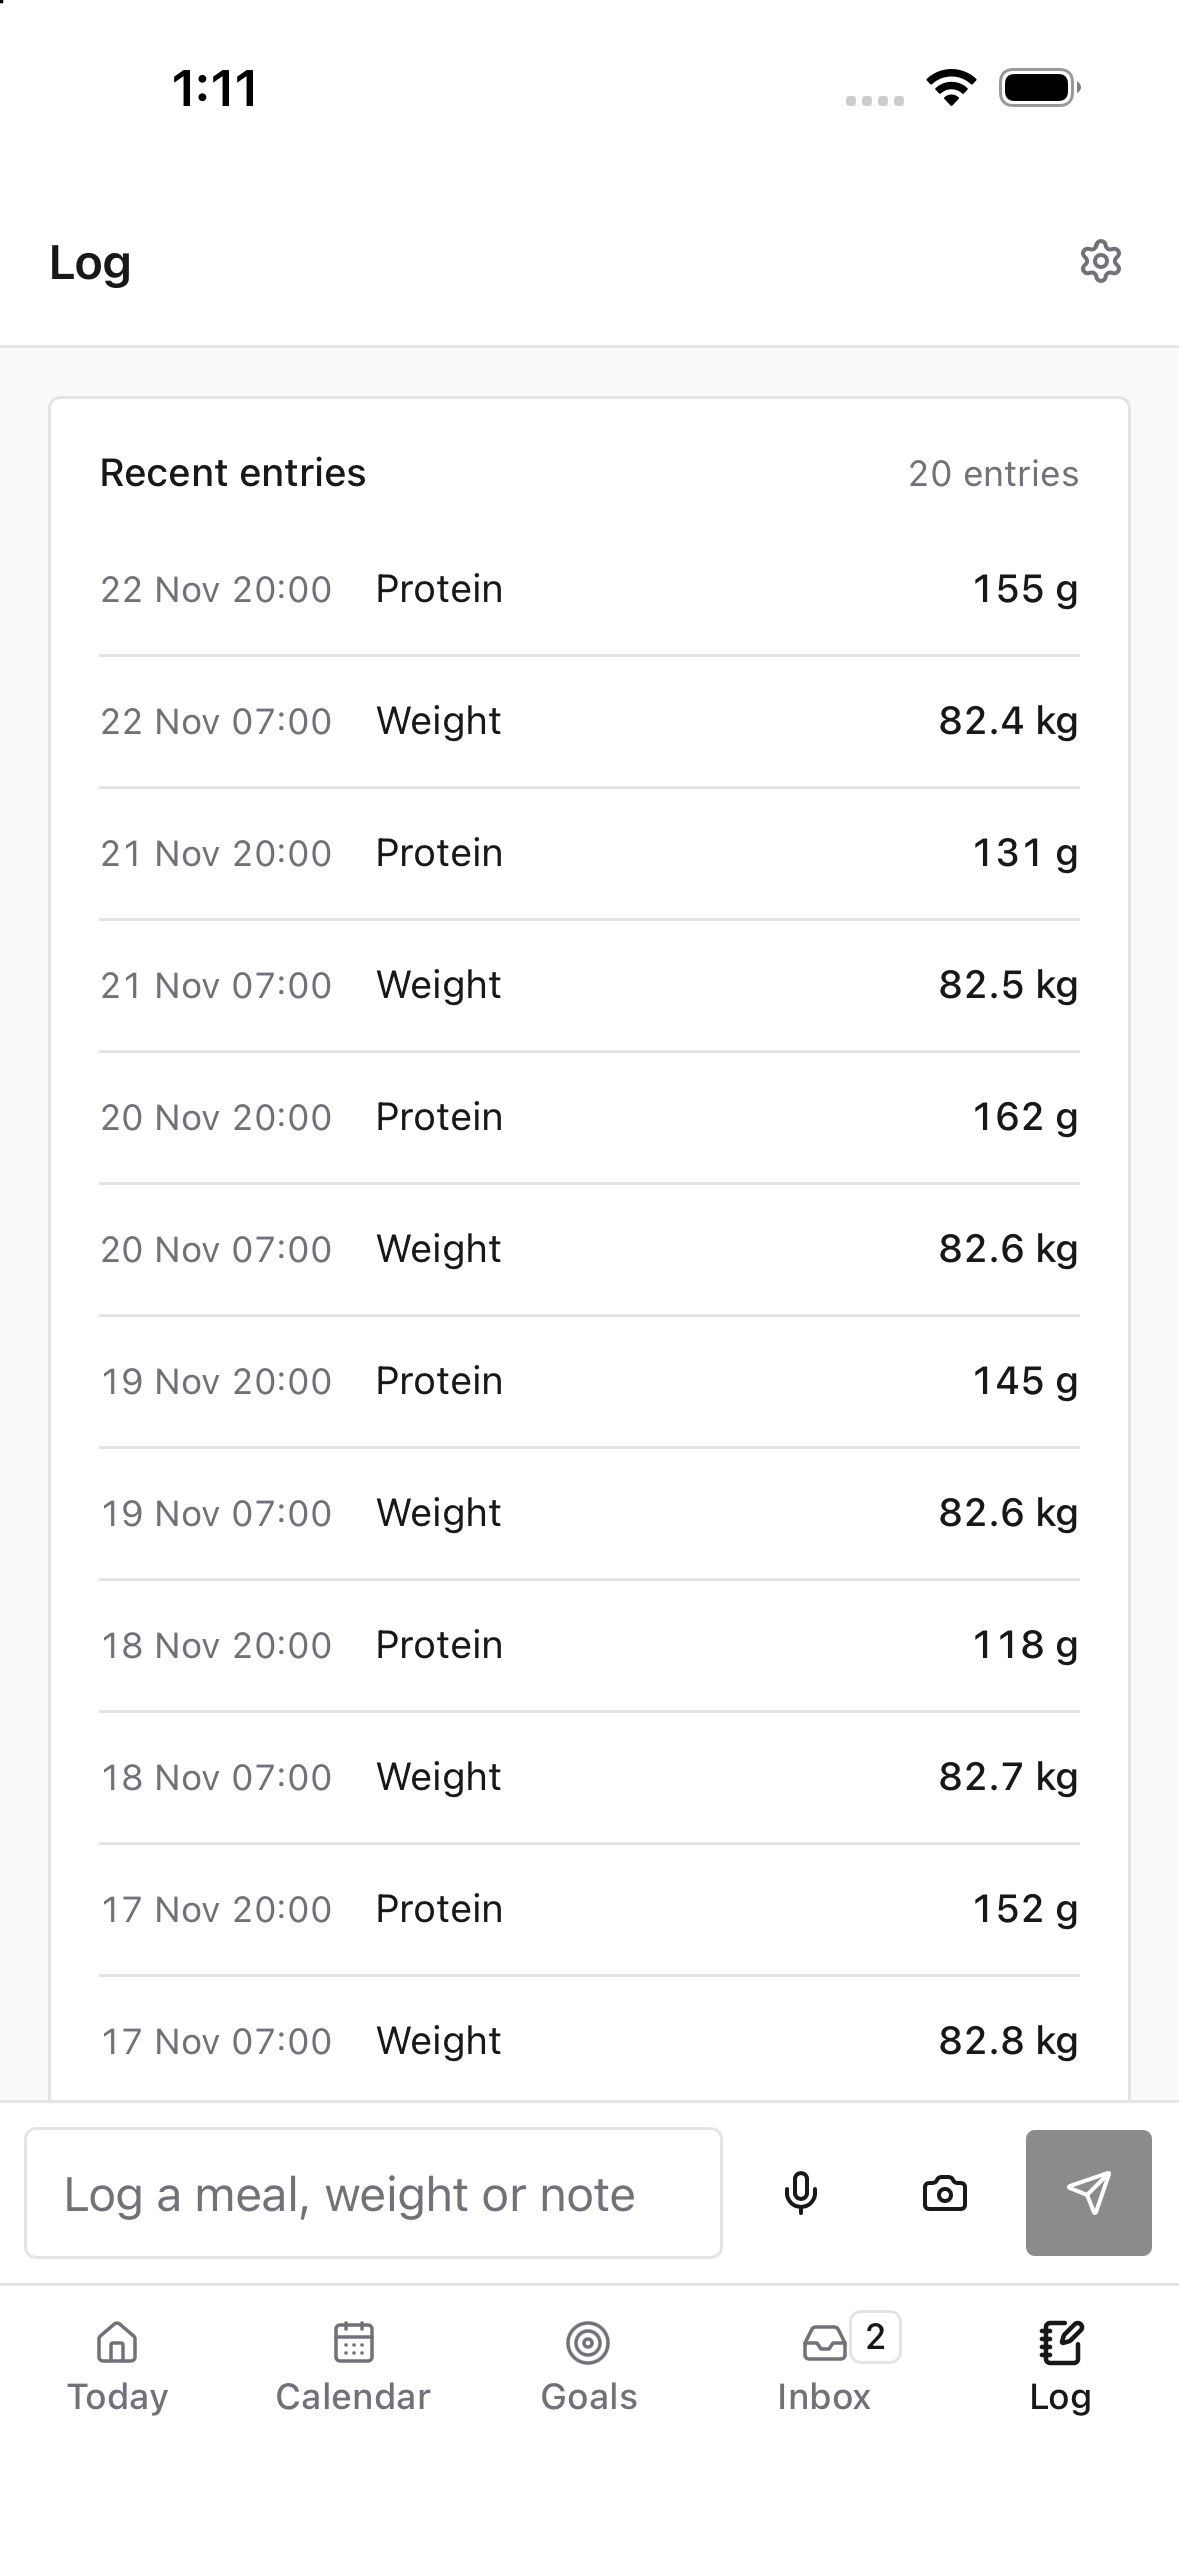 1:11
Log
Recent entries 20 entries
22 Nov 20:00 Protein 155 g
22 Nov 07:00 Weight 82.4 kg
21 Nov 20:00 Protein 131 g
21 Nov 07:00 Weight 82.5 kg
20 Nov 20:00 Protein 162 g
20 Nov 07:00 Weight 82.6 kg
19 Nov 20:00 Protein 145 g
19 Nov 07:00 Weight 82.6 kg
18 Nov 20:00 Protein 118 g
18 Nov 07:00 Weight 82.7 kg
17 Nov 20:00 Protein 152 g
17 Nov 07:00 Weight 82.8 kg
Log a meal, weight or note
2
Today Calendar Goals Inbox Log